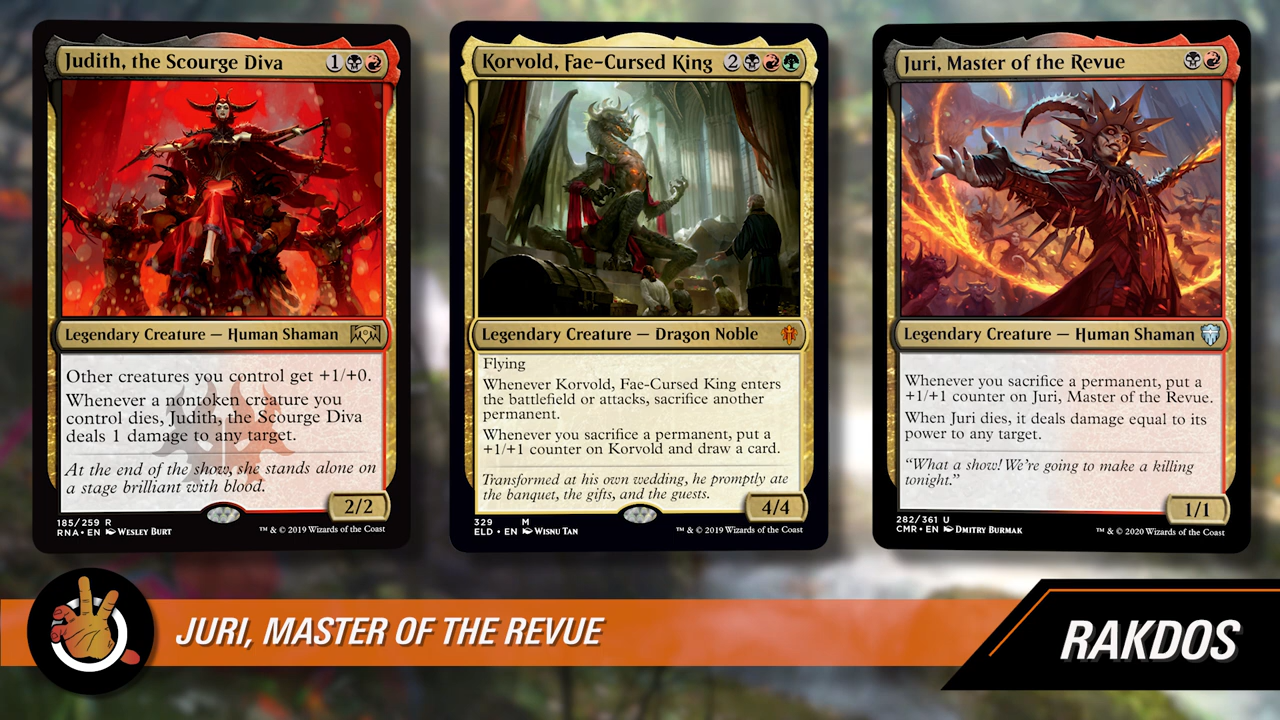 Judith, the Scourge Diva 1
Legendary Creature — Human Shaman
Other creatures you control get +1/+0.
Whenever a nontoken creature you
control dies, Judith, the Scourge Diva
deals 1 damage to any target.
At the end of the show, she stands alone on
a stage brilliant with blood.
2/2
185/259 R
RNA • EN Wesley Burt
™ & © 2019 Wizards of the Coast
Korvold, Fae-Cursed King 2
Legendary Creature — Dragon Noble
Flying
Whenever Korvold, Fae-Cursed King enters
the battlefield or attacks, sacrifice another
permanent.
Whenever you sacrifice a permanent, put a
+1/+1 counter on Korvold and draw a card.
Transformed at his own wedding, he promptly ate
the banquet, the gifts, and the guests.
4/4
329 M
ELD • EN Wisnu Tan
™ & © 2019 Wizards of the Coast
Juri, Master of the Revue
Legendary Creature — Human Shaman
Whenever you sacrifice a permanent, put a
+1/+1 counter on Juri, Master of the Revue.
When Juri dies, it deals damage equal to its
power to any target.
“What a show! We’re going to make a killing
tonight.”
1/1
282/361 U
CMR • EN Dmitry Burmak
™ & © 2020 Wizards of the Coast
JURI, MASTER OF THE REVUE
RAKDOS